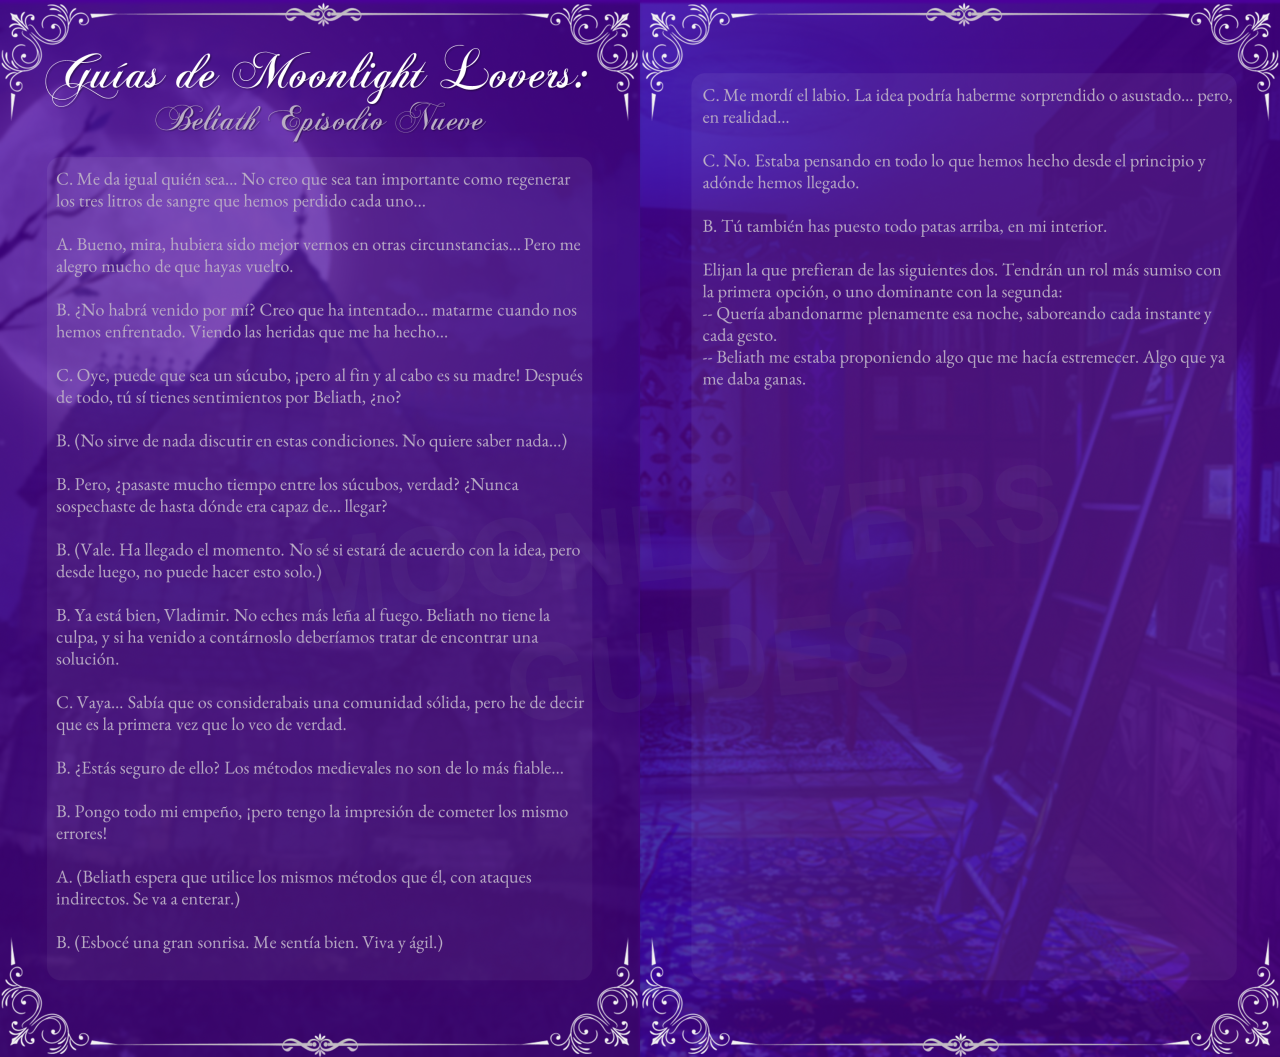 Guías de Moonlight Lovers:
Beliath Episodio Nueve
C. Me da igual quién sea... No creo que sea tan importante como regenerar
los tres litros de sangre que hemos perdido cada uno...
A. Bueno, mira, hubiera sido mejor vernos en otras circunstancias... Pero me
alegro mucho de que hayas vuelto.
B. ¿No habrá venido por mí? Creo que ha intentado... matarme cuando nos
hemos enfrentado. Viendo las heridas que me ha hecho...
C. Oye, puede que sea un súcubo, ¡pero al fin y al cabo es su madre! Después
de todo, tú sí tienes sentimientos por Beliath, ¿no?
B. (No sirve de nada discutir en estas condiciones. No quiere saber nada...)
B. Pero, ¿pasaste mucho tiempo entre los súcubos, verdad? ¿Nunca
sospechaste de hasta dónde era capaz de... llegar?
B. (Vale. Ha llegado el momento. No sé si estará de acuerdo con la idea, pero
desde luego, no puede hacer esto solo.)
B. Ya está bien, Vladimir. No eches más leña al fuego. Beliath no tiene la
culpa, y si ha venido a contárnoslo deberíamos tratar de encontrar una
solución.
C. Vaya... Sabía que os considerabais una comunidad sólida, pero he de decir
que es la primera vez que lo veo de verdad.
B. ¿Estás seguro de ello? Los métodos medievales no son de lo más fiable...
B. Pongo todo mi empeño, ¡pero tengo la impresión de cometer los mismo
errores!
A. (Beliath espera que utilice los mismos métodos que él, con ataques
indirectos. Se va a enterar.)
B. (Esbocé una gran sonrisa. Me sentía bien. Viva y ágil.)
C. Me mordí el labio. La idea podría haberme sorprendido o asustado... pero,
en realidad...
C. No. Estaba pensando en todo lo que hemos hecho desde el principio y
adónde hemos llegado.
B. Tú también has puesto todo patas arriba, en mi interior.
Elijan la que prefieran de las siguientes dos. Tendrán un rol más sumiso con
la primera opción, o uno dominante con la segunda:
-- Quería abandonarme plenamente esa noche, saboreando cada instante y
cada gesto.
-- Beliath me estaba proponiendo algo que me hacía estremecer. Algo que ya
me daba ganas.
MOONLOVERS
GUIDES